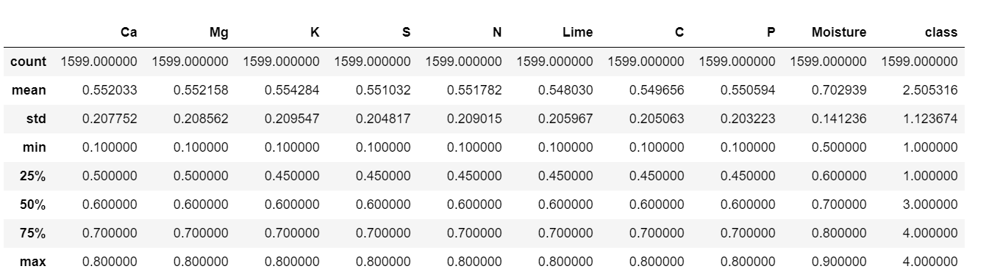 Ca Mg K S N Lime C P Moisture class
count 1599.000000 1599.000000 1599.000000 1599.000000 1599.000000 1599.000000 1599.000000 1599.000000 1599.000000 1599.000000
mean 0.552033 0.552158 0.554284 0.551032 0.551782 0.548030 0.549656 0.550594 0.702939 2.505316
std 0.207752 0.208562 0.209547 0.204817 0.209015 0.205967 0.205063 0.203223 0.141236 1.123674
min 0.100000 0.100000 0.100000 0.100000 0.100000 0.100000 0.100000 0.100000 0.500000 1.000000
25% 0.500000 0.500000 0.450000 0.450000 0.450000 0.450000 0.450000 0.450000 0.600000 1.000000
50% 0.600000 0.600000 0.600000 0.600000 0.600000 0.600000 0.600000 0.600000 0.700000 3.000000
75% 0.700000 0.700000 0.700000 0.700000 0.700000 0.700000 0.700000 0.700000 0.800000 4.000000
max 0.800000 0.800000 0.800000 0.800000 0.800000 0.800000 0.800000 0.800000 0.900000 4.000000